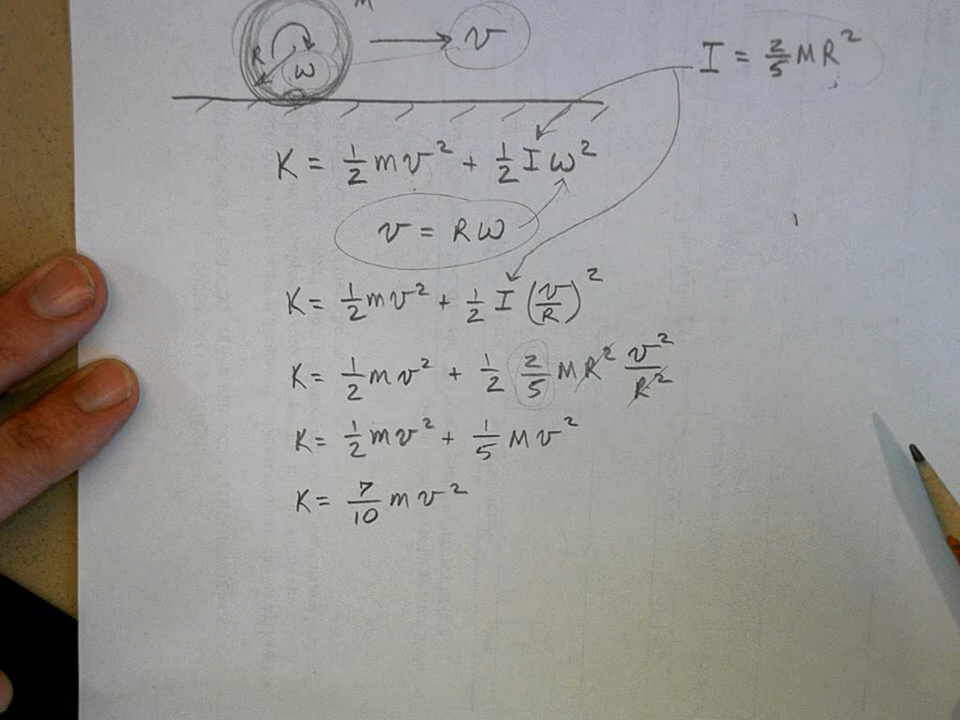 M
R
ω
v
I = 2/5 MR²
K = 1/2 mv² + 1/2 Iω²
v = Rω
K = 1/2 mv² + 1/2 I (v/R)²
K = 1/2 mv² + 1/2 2/5 MR² v²/R²
K = 1/2 mv² + 1/5 Mv²
K = 7/10 mv²